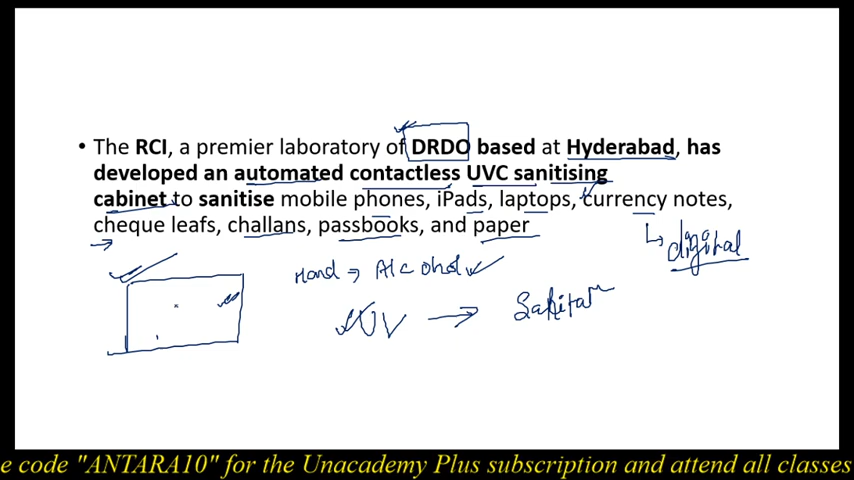 • The RCI, a premier laboratory of DRDO based at Hyderabad, has
developed an automated contactless UVC sanitising
cabinet to sanitise mobile phones, iPads, laptops, currency notes,
cheque leafs, challans, passbooks, and paper
digital
Hand → Alcohol
UV →
e code "ANTARA10" for the Unacademy Plus subscription and attend all classes